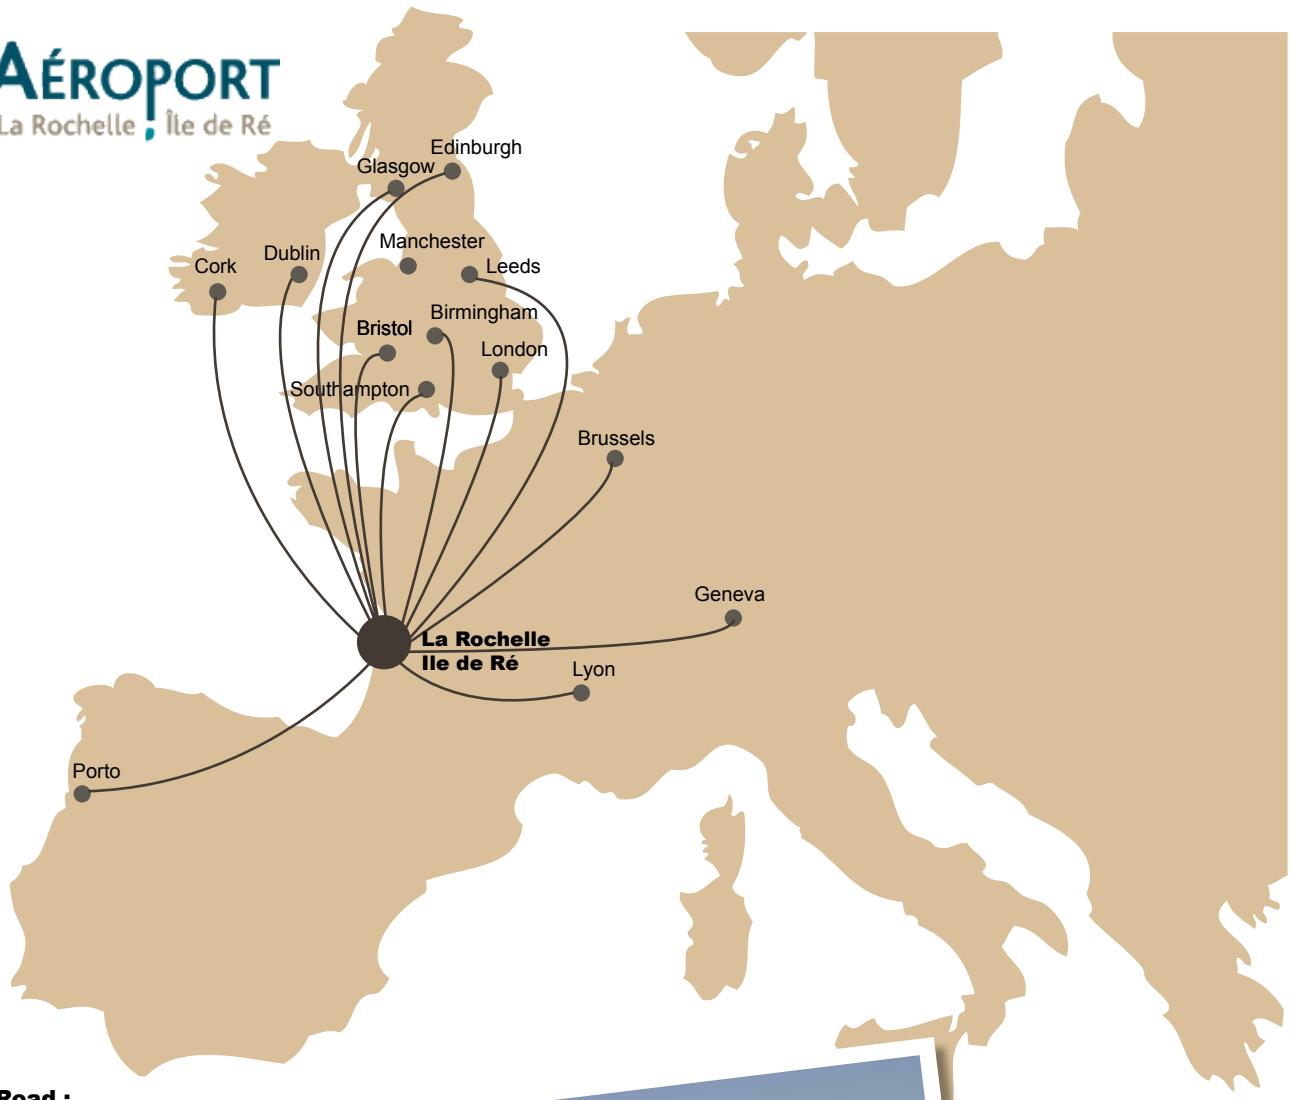 AÉROPORT
La Rochelle Île de Ré
Edinburgh
Glasgow
Manchester
Dublin
Leeds
Cork
Birmingham
Bristol
London
Southampton
Brussels
Geneva
La Rochelle
Ile de Ré
Lyon
Porto
Road :